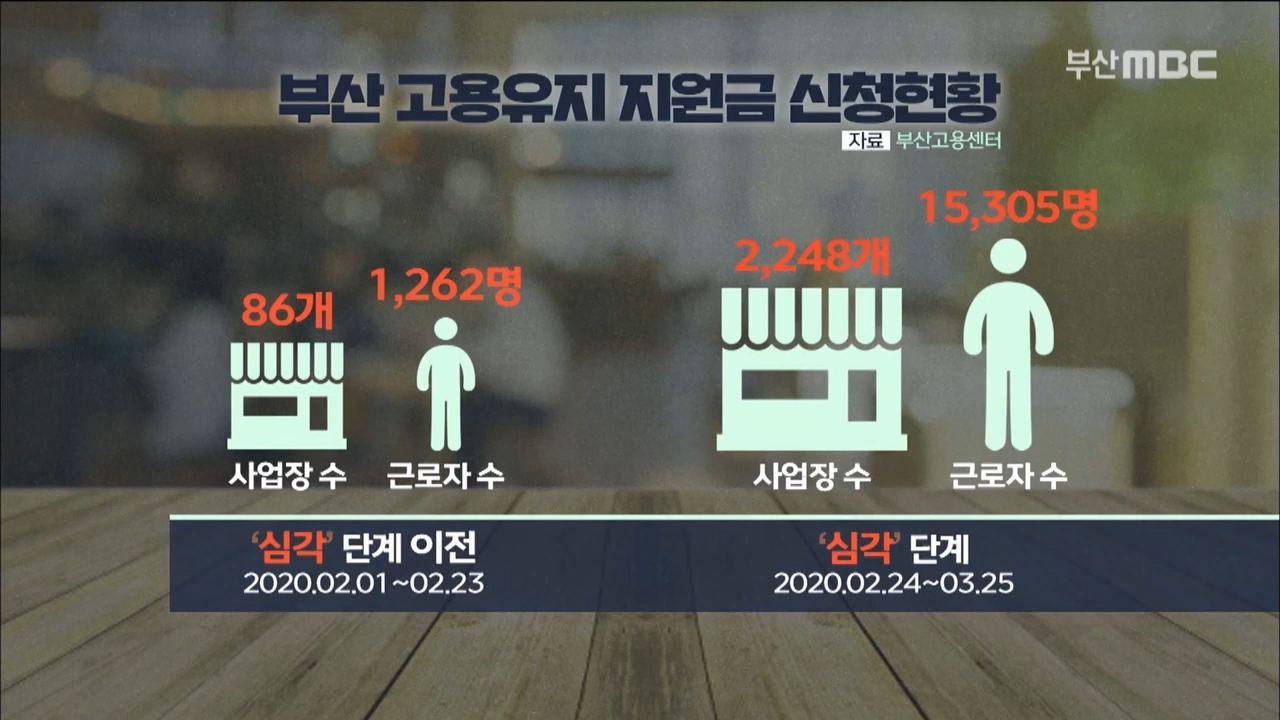 부산MBC
부산 고용유지 지원금 신청현황
자료 부산고용센터
86개
1,262명
사업장 수
근로자 수
2,248개
15,305명
사업장 수
근로자 수
‘심각’ 단계 이전
2020.02.01~02.23
‘심각’ 단계
2020.02.24~03.25